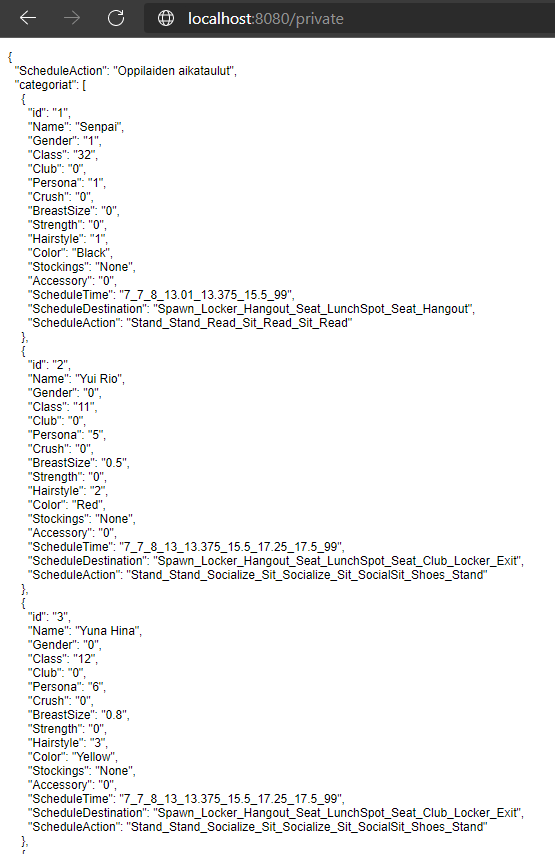 localhost:8080/private
{
"ScheduleAction": "Oppilaiden aikataulut",
"categoriat": [
{
"id": "1",
"Name": "Senpai",
"Gender": "1",
"Class": "32",
"Club": "0",
"Persona": "1",
"Crush": "0",
"BreastSize": "0",
"Strength": "0",
"Hairstyle": "1",
"Color": "Black",
"Stockings": "None",
"Accessory": "0",
"ScheduleTime": "7_7_8_13.01_13.375_15.5_99",
"ScheduleDestination": "Spawn_Locker_Hangout_Seat_LunchSpot_Seat_Hangout",
"ScheduleAction": "Stand_Stand_Read_Sit_Read_Sit_Read"
},
{
"id": "2",
"Name": "Yui Rio",
"Gender": "0",
"Class": "11",
"Club": "0",
"Persona": "5",
"Crush": "0",
"BreastSize": "0.5",
"Strength": "0",
"Hairstyle": "2",
"Color": "Red",
"Stockings": "None",
"Accessory": "0",
"ScheduleTime": "7_7_8_13_13.375_15.5_17.25_17.5_99",
"ScheduleDestination": "Spawn_Locker_Hangout_Seat_LunchSpot_Seat_Club_Locker_Exit",
"ScheduleAction": "Stand_Stand_Socialize_Sit_Socialize_Sit_SocialSit_Shoes_Stand"
},
{
"id": "3",
"Name": "Yuna Hina",
"Gender": "0",
"Class": "12",
"Club": "0",
"Persona": "6",
"Crush": "0",
"BreastSize": "0.8",
"Strength": "0",
"Hairstyle": "3",
"Color": "Yellow",
"Stockings": "None",
"Accessory": "0",
"ScheduleTime": "7_7_8_13_13.375_15.5_17.25_17.5_99",
"ScheduleDestination": "Spawn_Locker_Hangout_Seat_LunchSpot_Seat_Club_Locker_Exit",
"ScheduleAction": "Stand_Stand_Socialize_Sit_Socialize_Sit_SocialSit_Shoes_Stand"
},
{